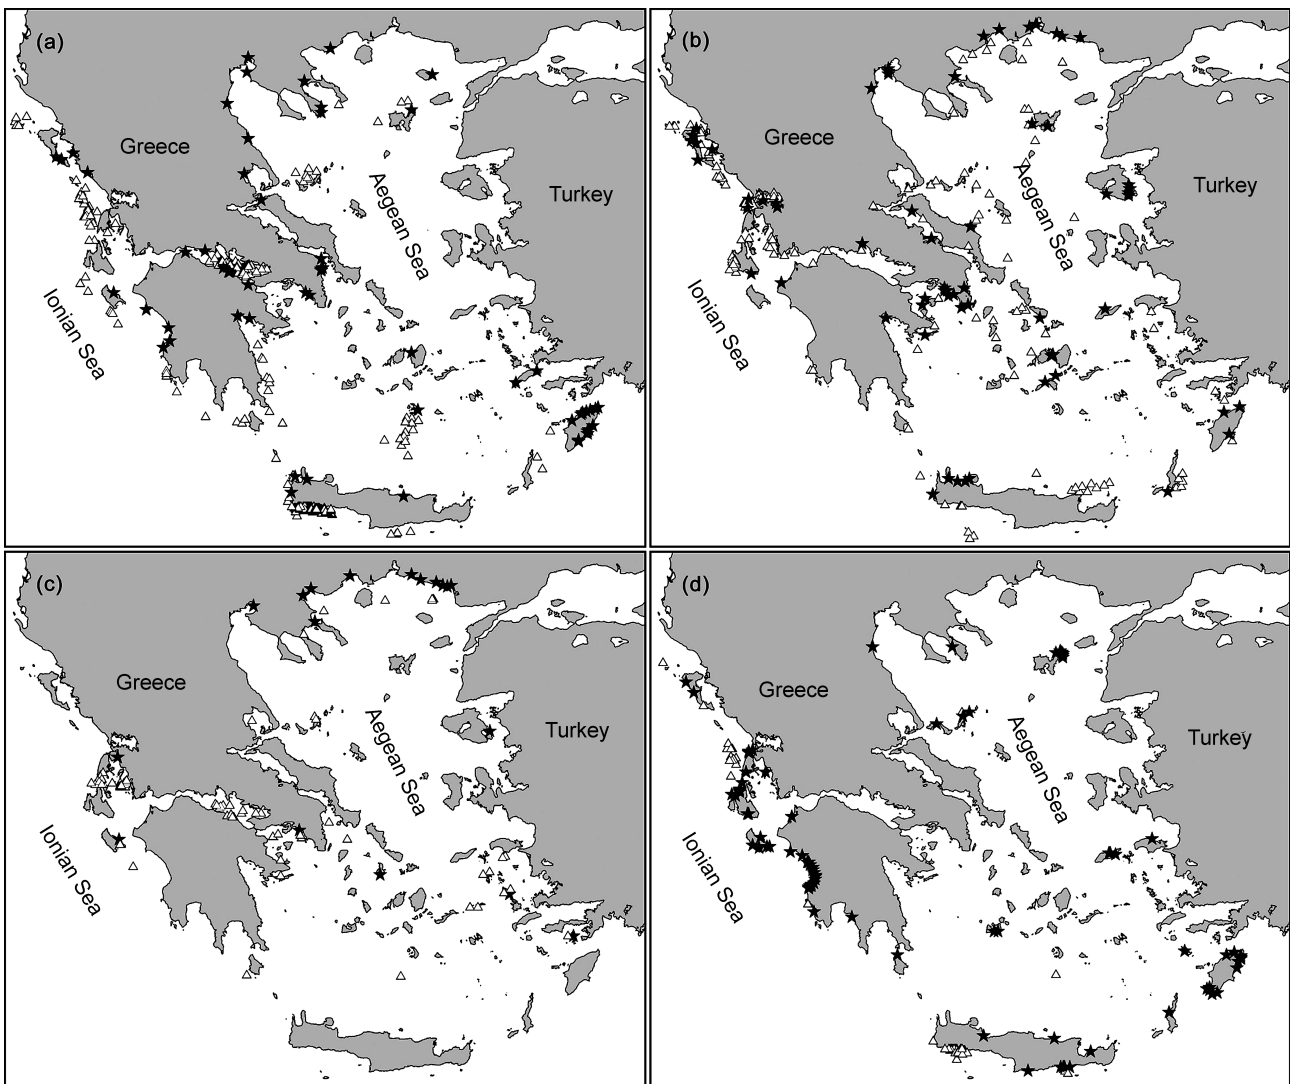 (a)
Greece
Turkey
Aegean Sea
Ionian Sea
(b)
Greece
Turkey
Aegean Sea
Ionian Sea
(c)
Greece
Turkey
Aegean Sea
Ionian Sea
(d)
Greece
Turkey
Aegean Sea
Ionian Sea